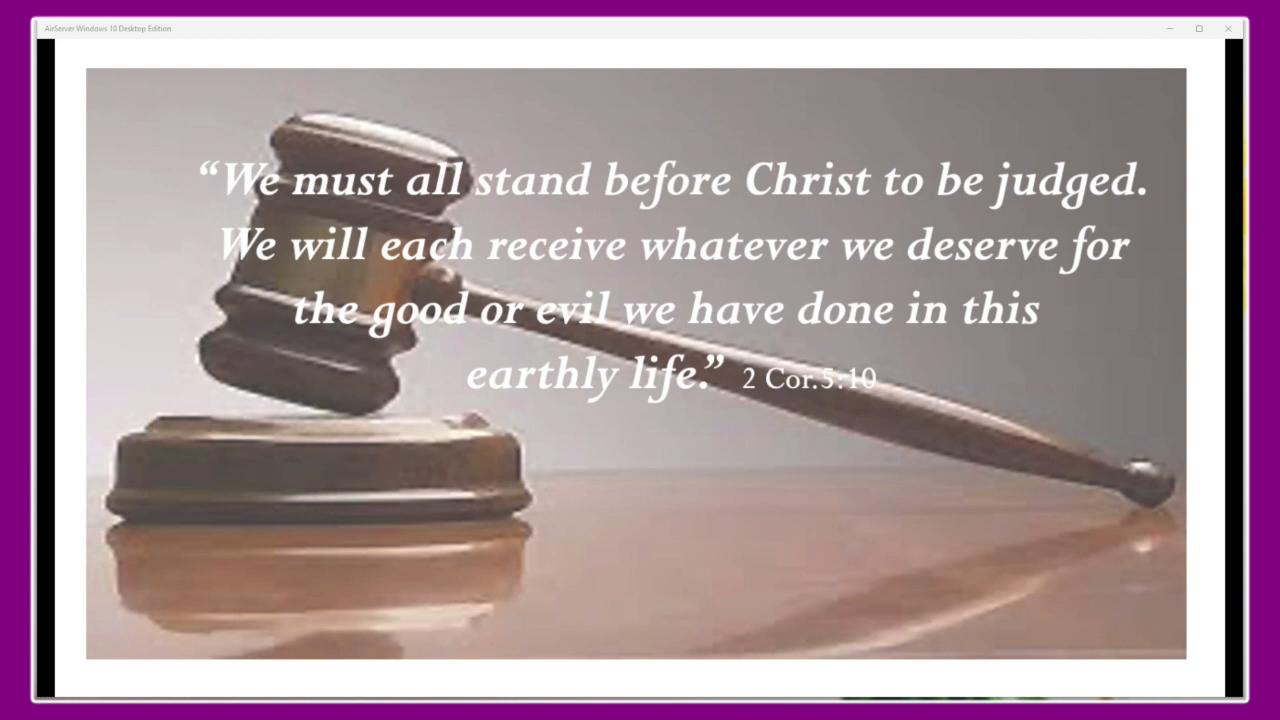 AirServer Windows 10 Desktop Edition
“We must all stand before Christ to be judged.
We will each receive whatever we deserve for
the good or evil we have done in this
earthly life.” 2 Cor.5:10